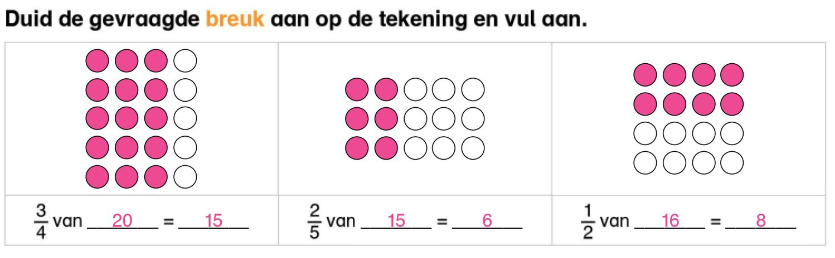 Duid de gevraagde breuk aan op de tekening en vul aan.
3/4 van 20 = 15
2/5 van 15 = 6
1/2 van 16 = 8